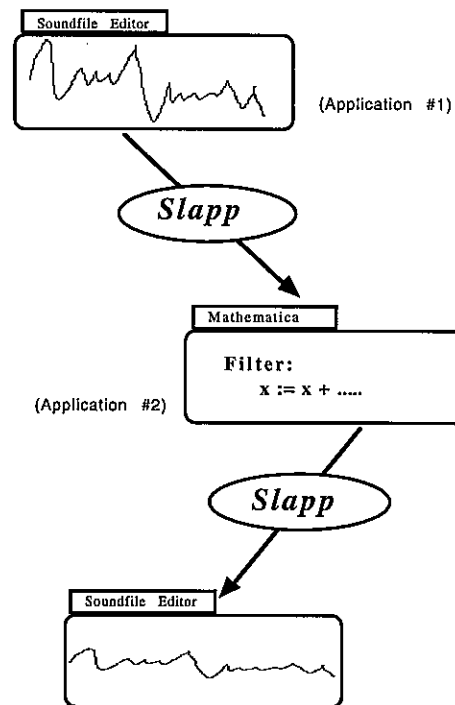 Soundfile Editor
(Application #1)
Slapp
Mathematica
Filter:
x := x + .....
(Application #2)
Slapp
Soundfile Editor